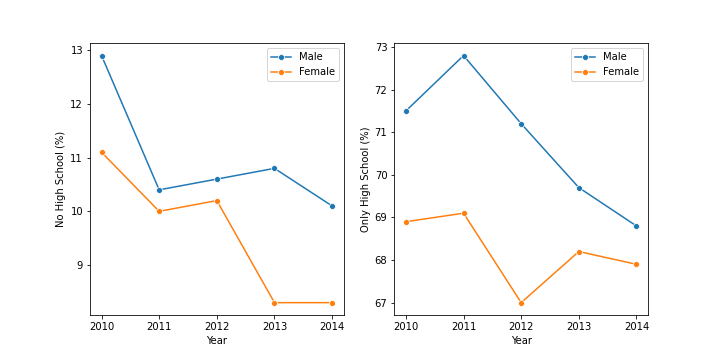 No High School (%)
13
12
11
10
9
2010 2011 2012 2013 2014
Year
Male
Female
Only High School (%)
73
72
71
70
69
68
67
2010 2011 2012 2013 2014
Year
Male
Female